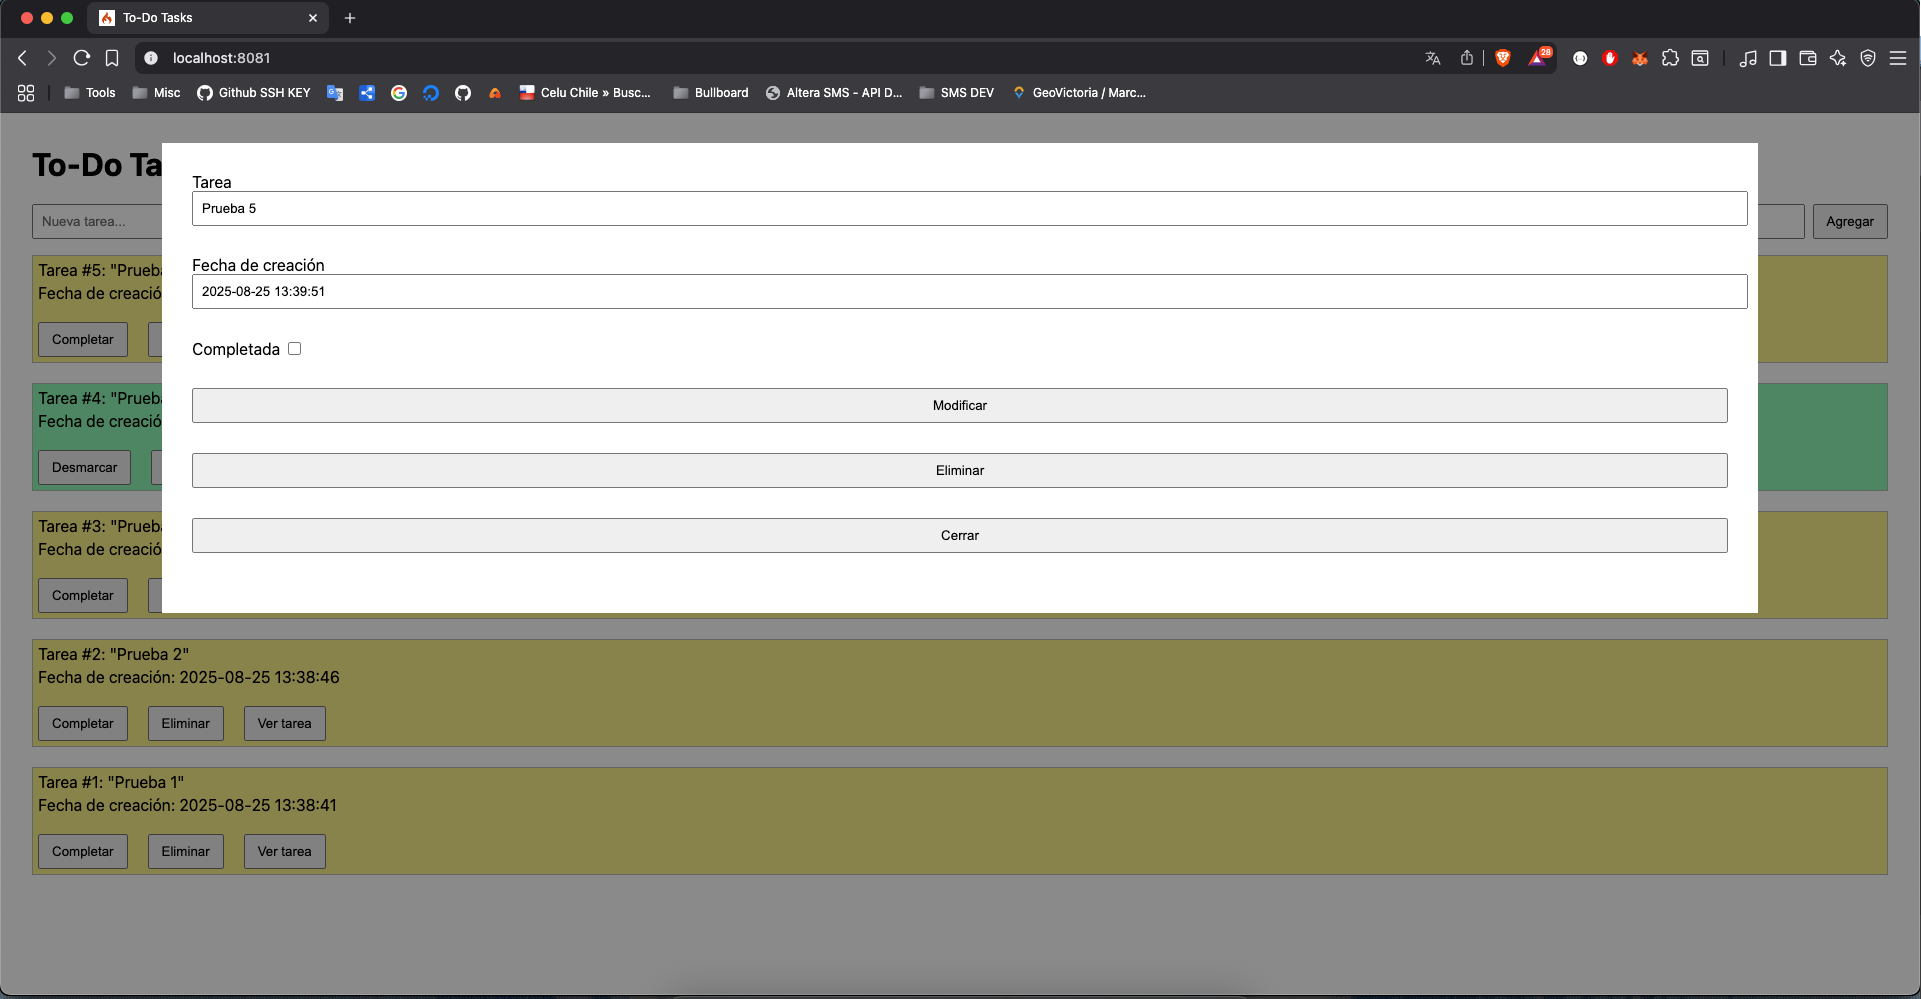 To-Do Tasks
localhost:8081
28
Tools
Misc
Github SSH KEY
Celu Chile » Busc...
Bullboard
Altera SMS - API D...
SMS DEV
GeoVictoria / Marc...
To-Do Ta
Nueva tarea...
Agregar
Tarea
Prueba 5
Fecha de creación
2025-08-25 13:39:51
Completada
Modificar
Eliminar
Cerrar
Tarea #5: "Prueb
Fecha de creació
Completar
Tarea #4: "Prueb
Fecha de creació
Desmarcar
Tarea #3: "Prueb
Fecha de creació
Completar
Tarea #2: "Prueba 2"
Fecha de creación: 2025-08-25 13:38:46
Completar Eliminar Ver tarea
Tarea #1: "Prueba 1"
Fecha de creación: 2025-08-25 13:38:41
Completar Eliminar Ver tarea